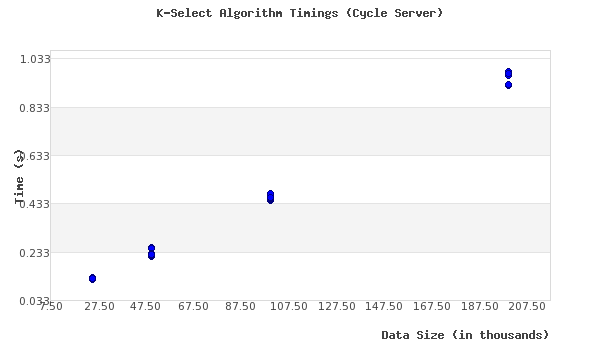 K-Select Algorithm Timings (Cycle Server)
1.033
0.833
0.633
0.433
0.233
0.033
Time (s)
7.50 27.50 47.50 67.50 87.50 107.50 127.50 147.50 167.50 187.50 207.50
Data Size (in thousands)